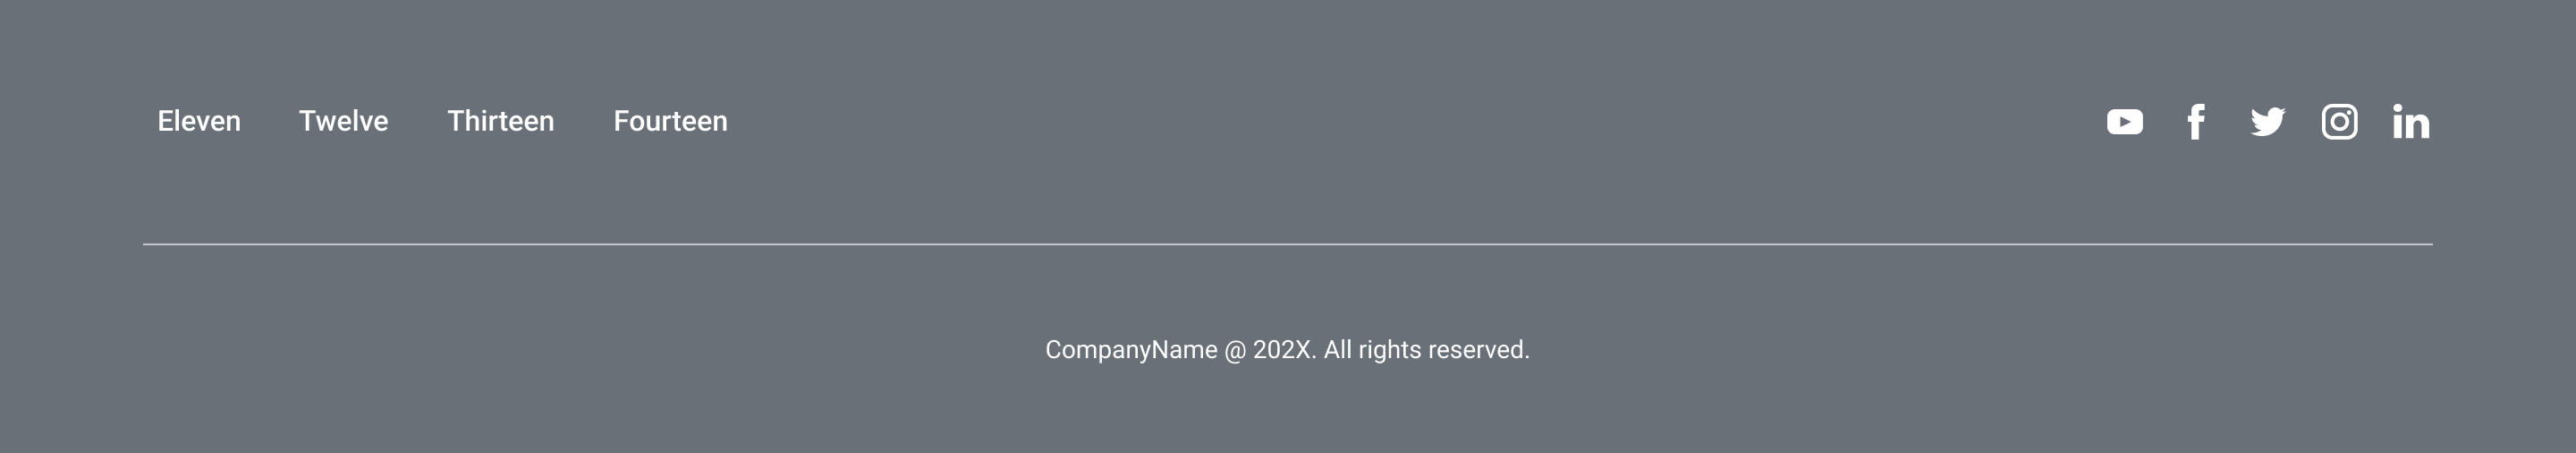 Eleven Twelve Thirteen Fourteen
CompanyName @ 202X. All rights reserved.